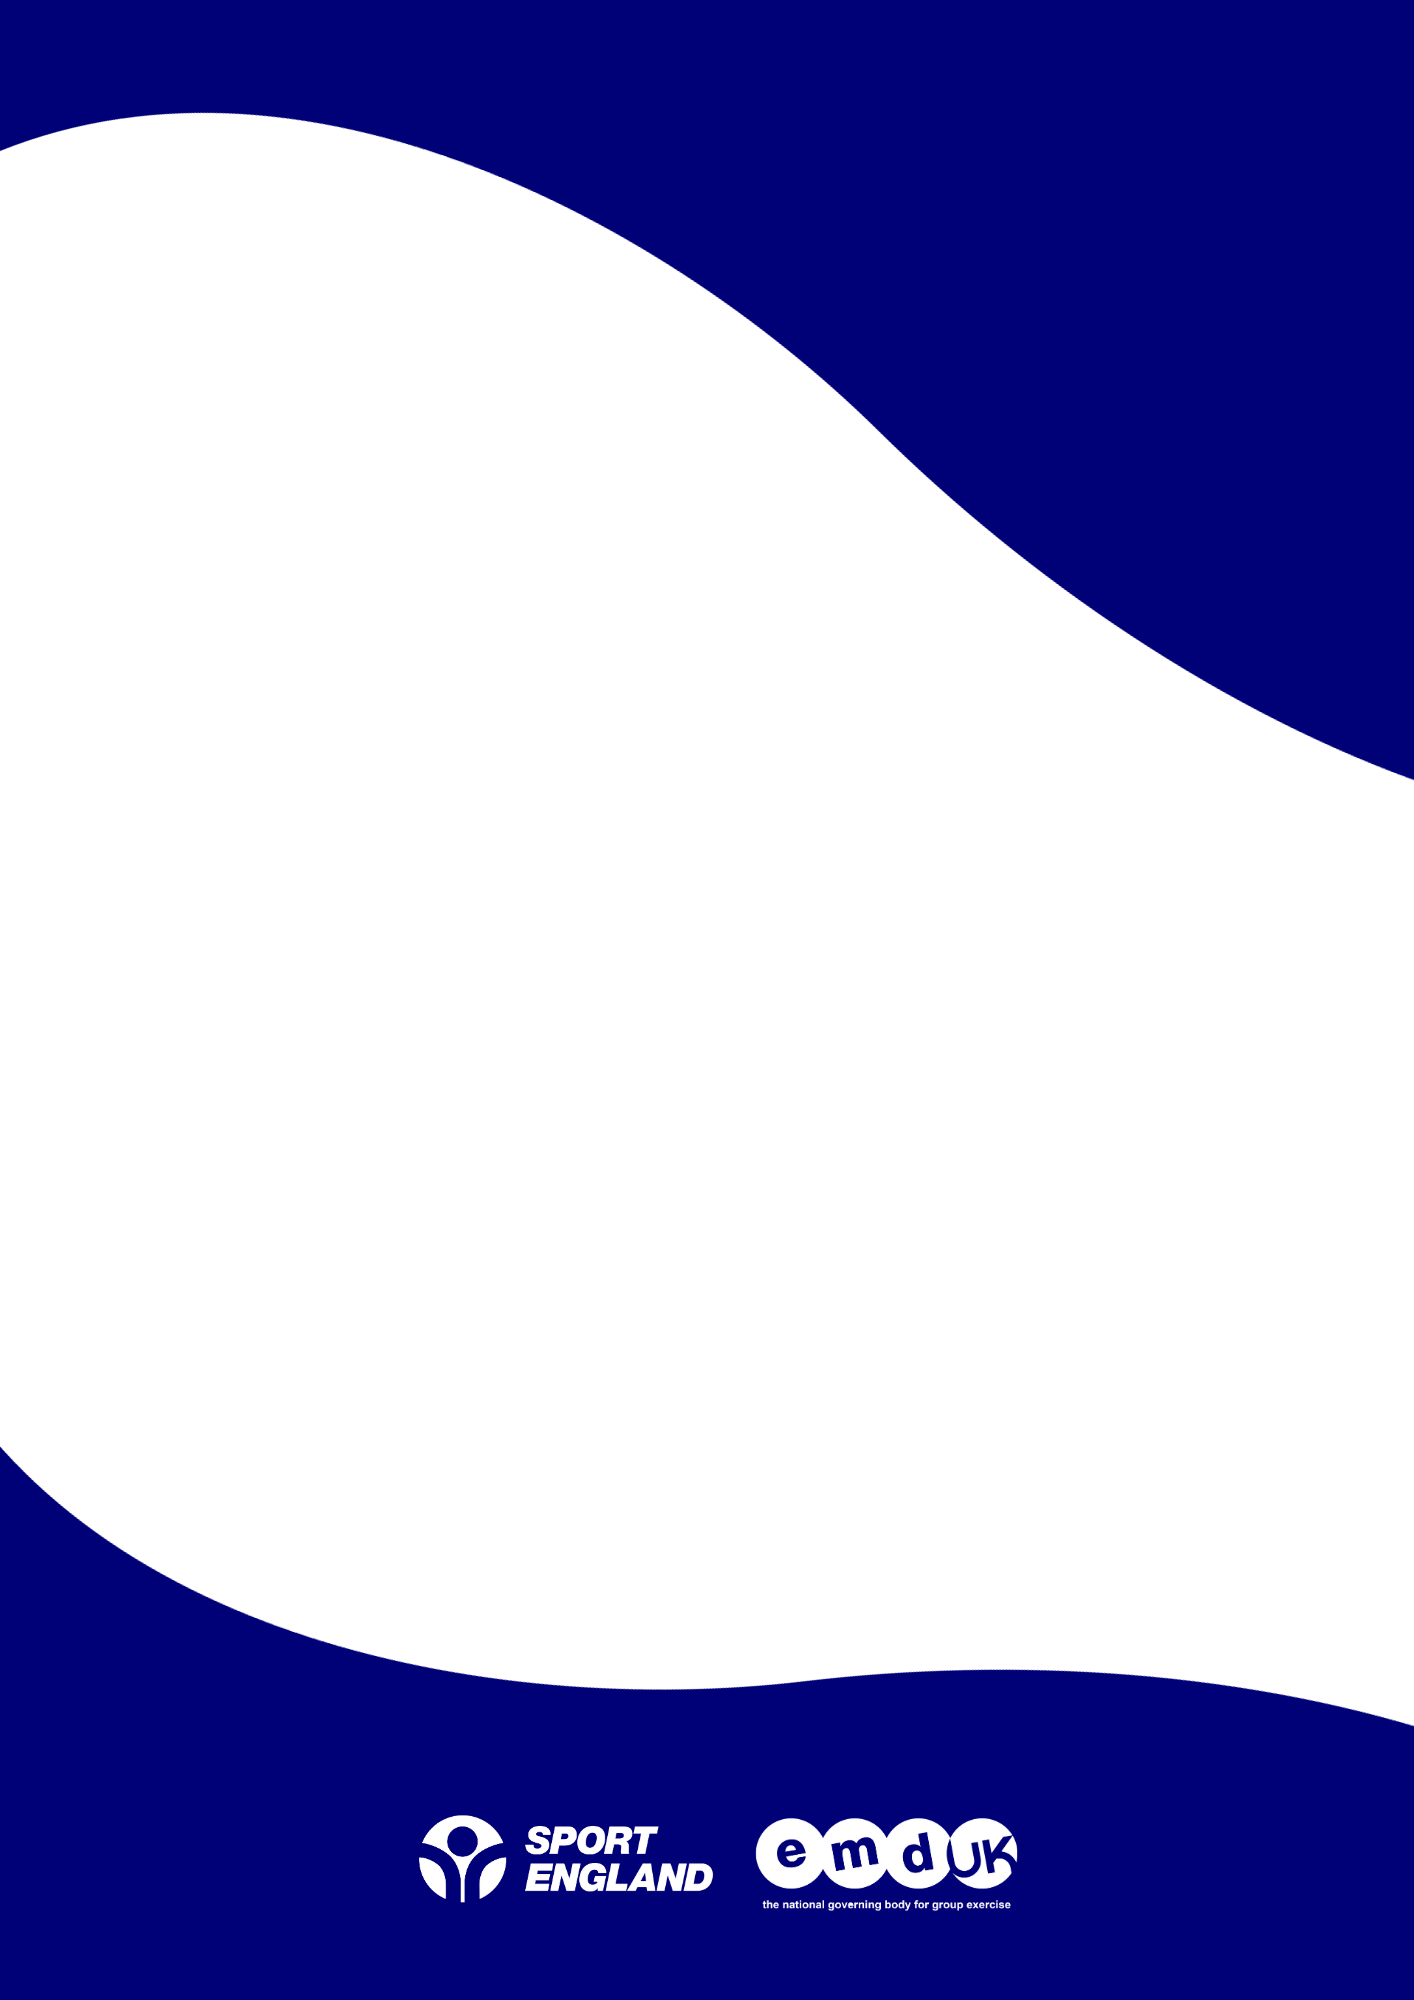 SPORT
ENGLAND
emduk
the national governing body for group exercise